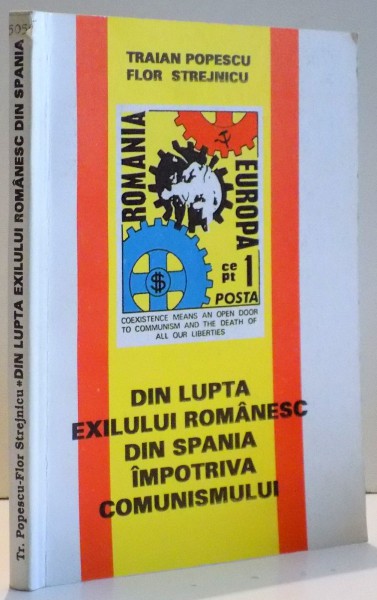 TRAIAN POPESCU
FLOR STREJNICU
ROMANIA
EUROPA
ce
pt
1
POSTA
$
COEXISTENCE MEANS AN OPEN DOOR
TO COMMUNISM AND THE DEATH OF
ALL OUR LIBERTIES
DIN LUPTA
EXILULUI ROMÂNESC
DIN SPANIA
ÎMPOTRIVA
COMUNISMULUI
Tr. Popescu-Flor Strejnicu DIN LUPTA EXILULUI ROMÂNESC DIN SPANIA